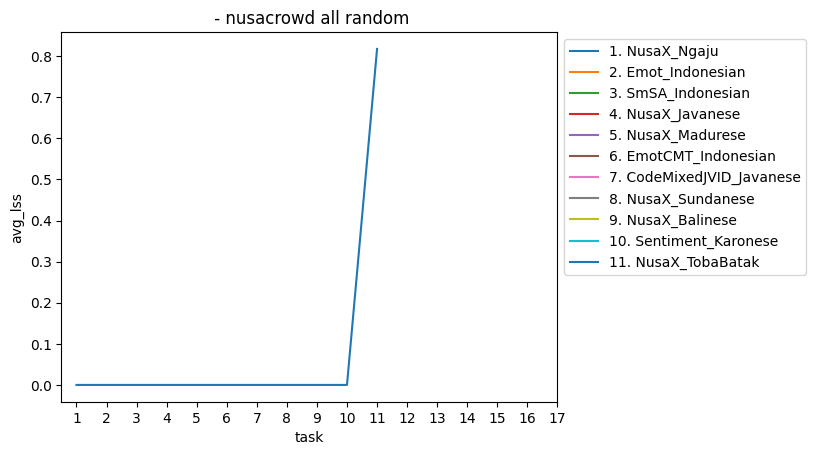 - nusacrowd all random
avg_lss
0.8
0.7
0.6
0.5
0.4
0.3
0.2
0.1
0.0
1 2 3 4 5 6 7 8 9 10 11 12 13 14 15 16 17
task
1. NusaX_Ngaju
2. Emot_Indonesian
3. SmSA_Indonesian
4. NusaX_Javanese
5. NusaX_Madurese
6. EmotCMT_Indonesian
7. CodeMixedJVID_Javanese
8. NusaX_Sundanese
9. NusaX_Balinese
10. Sentiment_Karonese
11. NusaX_TobaBatak